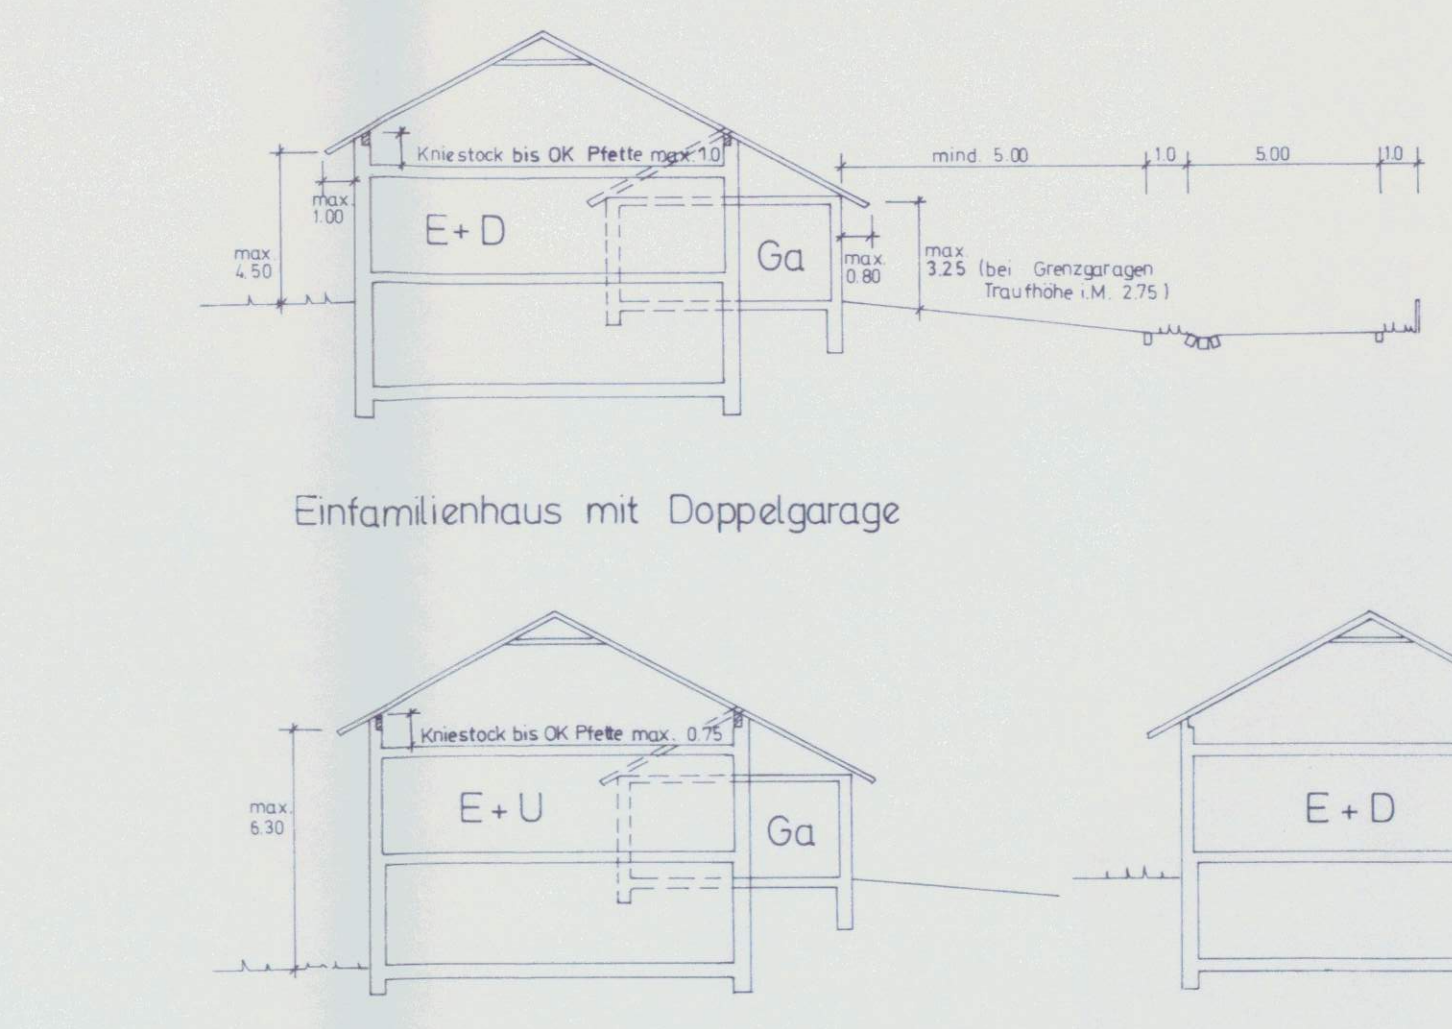 Kniestock bis OK Pfette max. 1.0
mind. 5.00
1.0
5.00
1.0
max.
1.00
E + D
max
4.50
Ga
max.
0.80
max.
3.25 (bei Grenzgaragen
Traufhöhe i.M. 2.75)
Einfamilienhaus mit Doppelgarage
Kniestock bis OK Pfette max. 0.75
max.
6.30
E + U
Ga
E + D